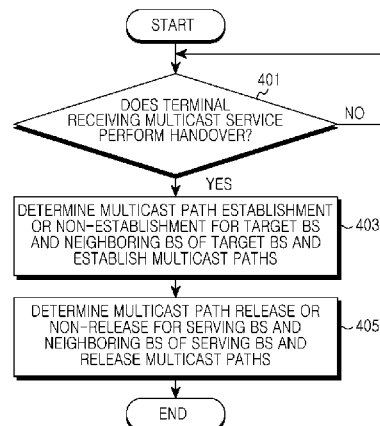 START
401
DOES TERMINAL
RECEIVING MULTICAST SERVICE
PERFORM HANDOVER?
NO
YES
DETERMINE MULTICAST PATH ESTABLISHMENT
OR NON-ESTABLISHMENT FOR TARGET BS
AND NEIGHBORING BS OF TARGET BS AND
ESTABLISH MULTICAST PATHS
403
DETERMINE MULTICAST PATH RELEASE OR
NON-RELEASE FOR SERVING BS AND
NEIGHBORING BS OF SERVING BS AND
RELEASE MULTICAST PATHS
405
END